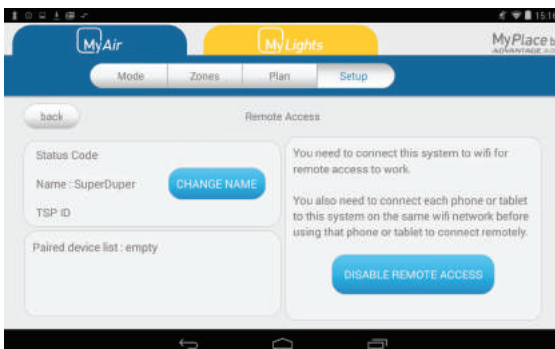 15:16
MyAir
MyLights
MyPlace
Mode
Zones
Plan
Setup
back
Remote Access
Status Code
Name : SuperDuper
CHANGE NAME
TSP ID
Paired device list : empty
You need to connect this system to wifi for
remote access to work.
You also need to connect each phone or tablet
to this system on the same wifi network before
using that phone or tablet to connect remotely.
DISABLE REMOTE ACCESS